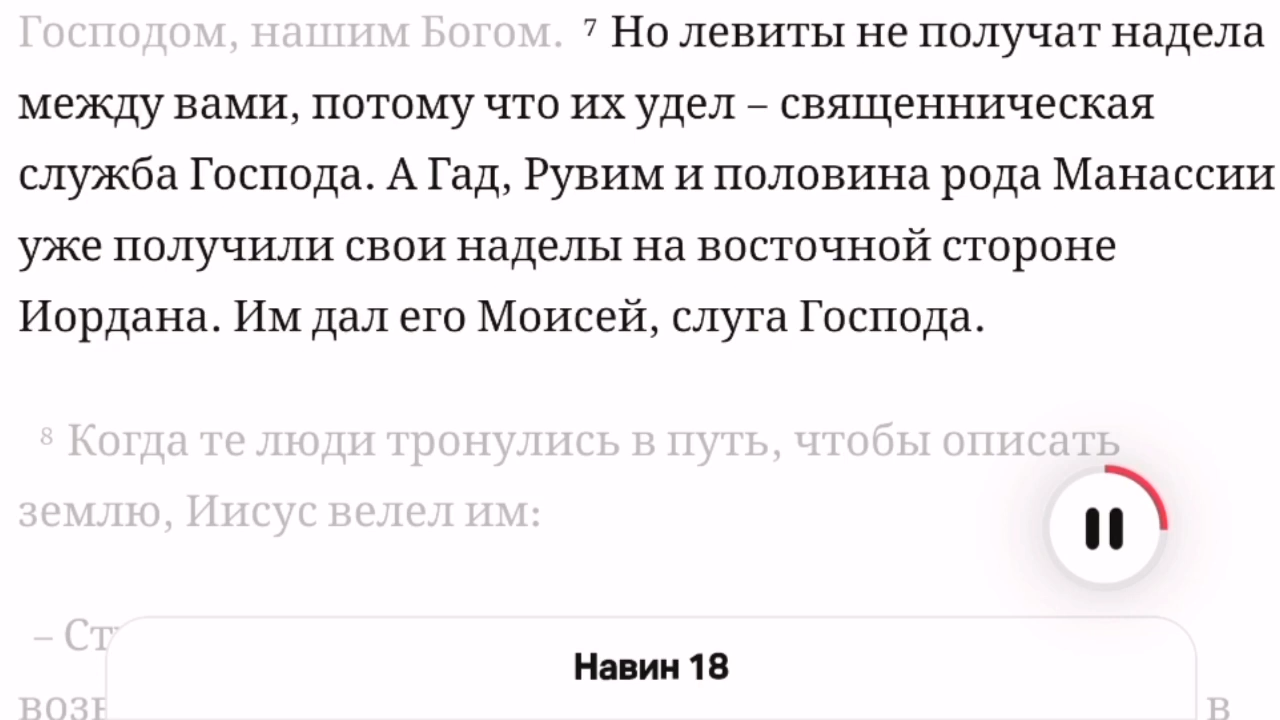 Господом, нашим Богом. 7 Но левиты не получат надела
между вами, потому что их удел – священническая
служба Господа. А Гад, Рувим и половина рода Манассии
уже получили свои наделы на восточной стороне
Иордана. Им дал его Моисей, слуга Господа.
8 Когда те люди тронулись в путь, чтобы описать
землю, Иисус велел им:
– Ст
Навин 18
в